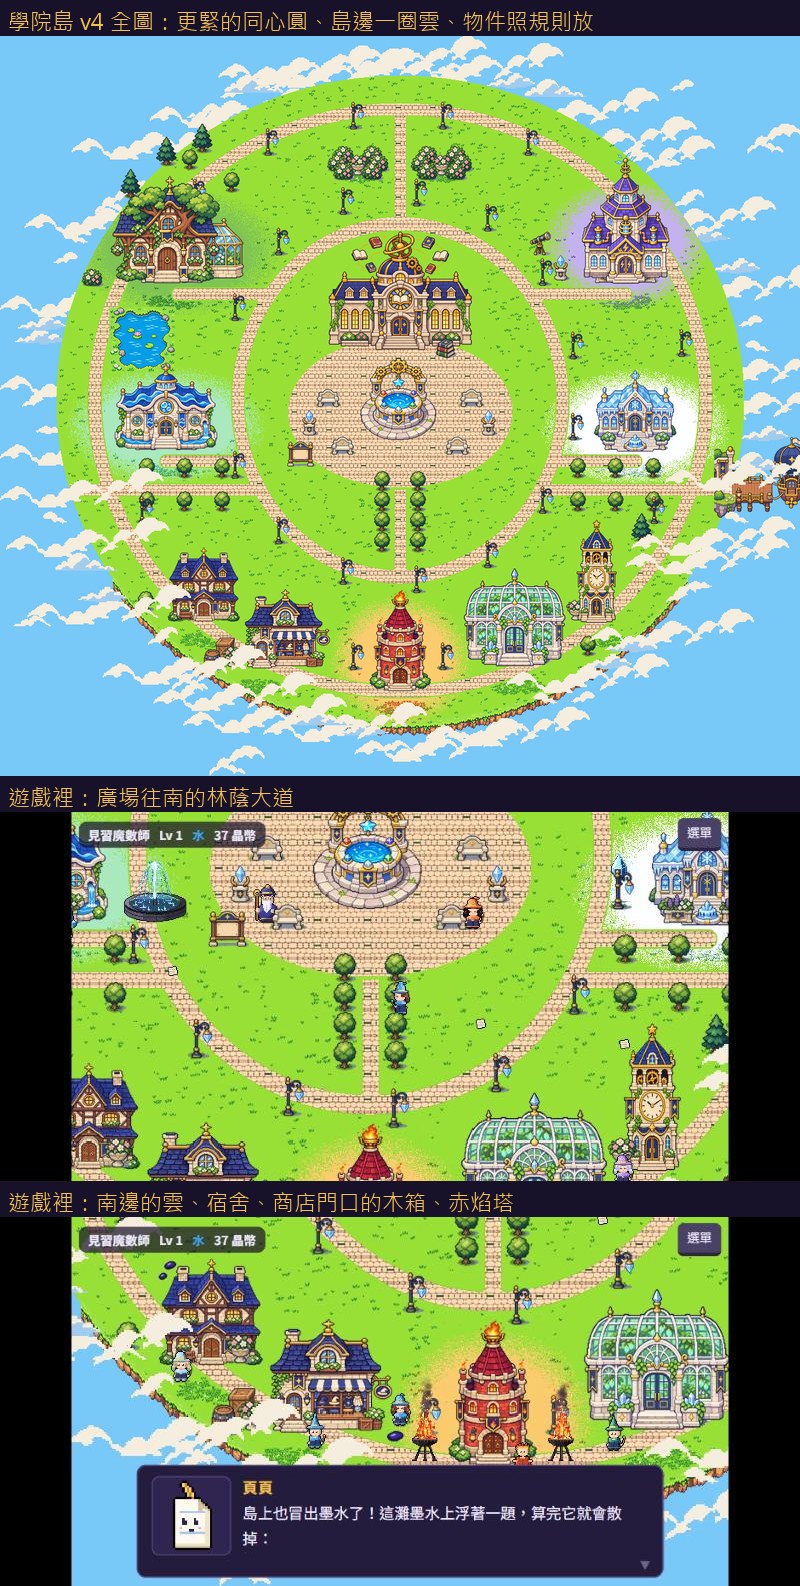 學院島 v4 全圖：更緊的同心圓、島邊一圈雲、物件照規則放
遊戲裡：廣場往南的林蔭大道
見習魔數師 Lv 1 水 37 晶幣
選單
遊戲裡：南邊的雲、宿舍、商店門口的木箱、赤焰塔
見習魔數師 Lv 1 水 37 晶幣
選單
頁頁
島上也冒出墨水了！這灘墨水上浮著一題，算完它就會散
掉：